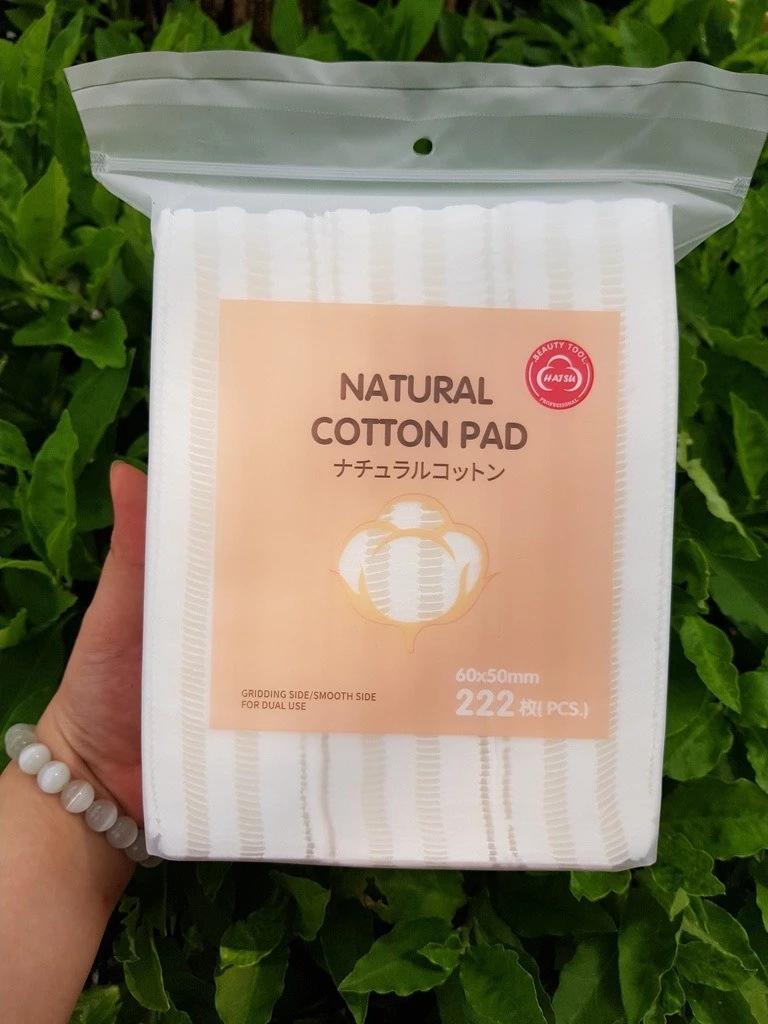 BEAUTY TOOL
HATSU
PROFESSIONAL
NATURAL
COTTON PAD
ナチュラルコットン
60x50mm
222 枚( PCS.)
GRIDDING SIDE/SMOOTH SIDE
FOR DUAL USE